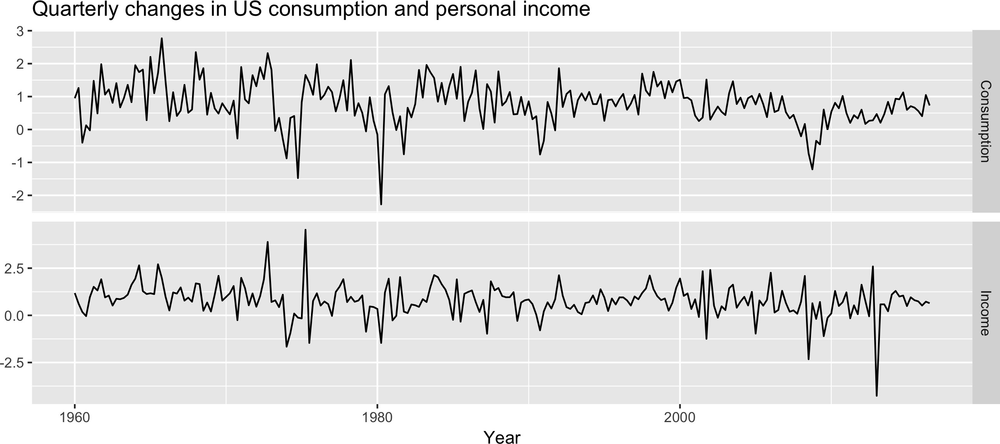 Quarterly changes in US consumption and personal income
3
2
1
0
-1
-2
Consumption
2.5
0.0
-2.5
Income
1960 1980 2000
Year